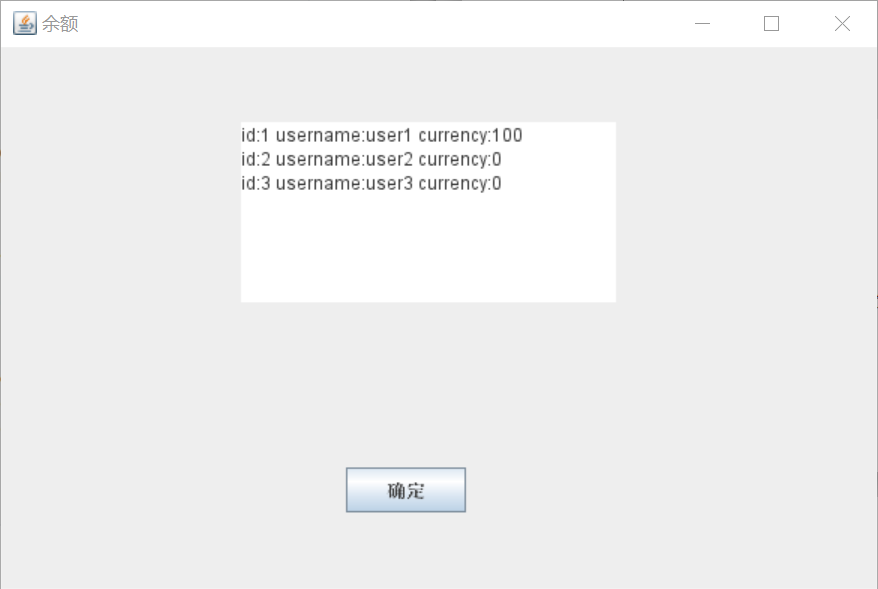 余额
id:1 username:user1 currency:100
id:2 username:user2 currency:0
id:3 username:user3 currency:0
确定